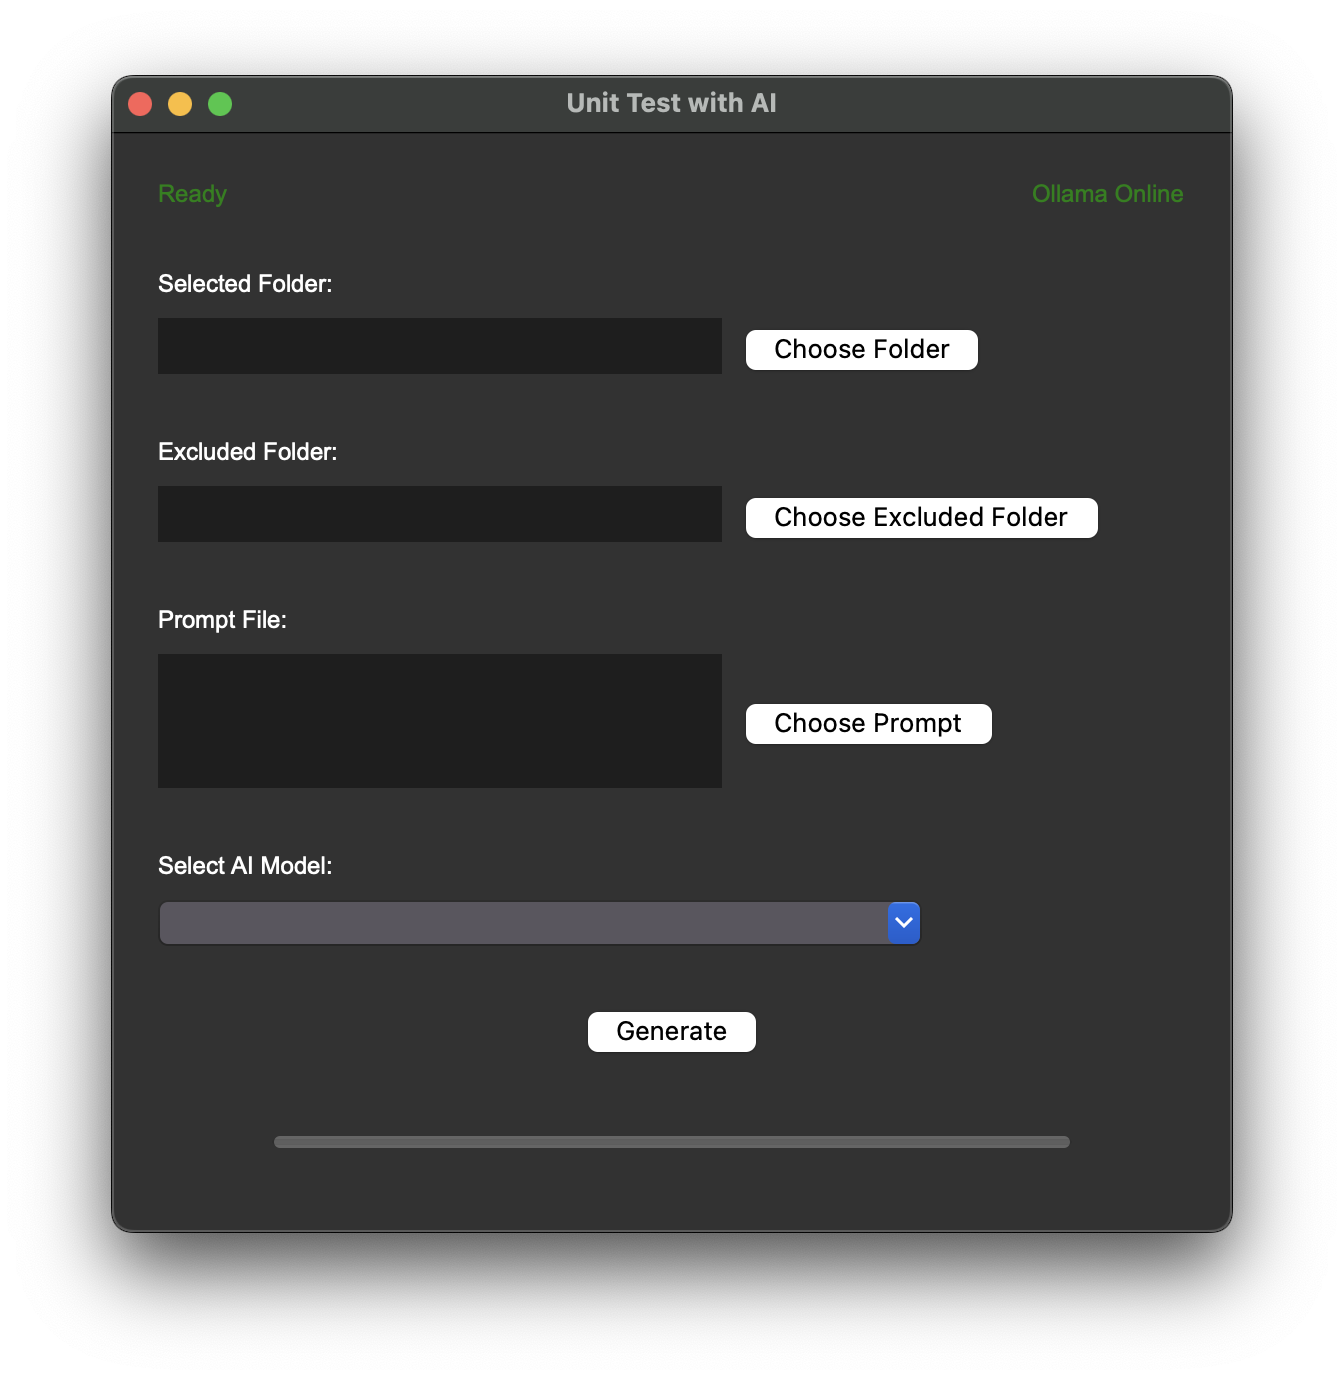 Unit Test with AI
Ready
Ollama Online
Selected Folder:
Choose Folder
Excluded Folder:
Choose Excluded Folder
Prompt File:
Choose Prompt
Select AI Model:
Generate